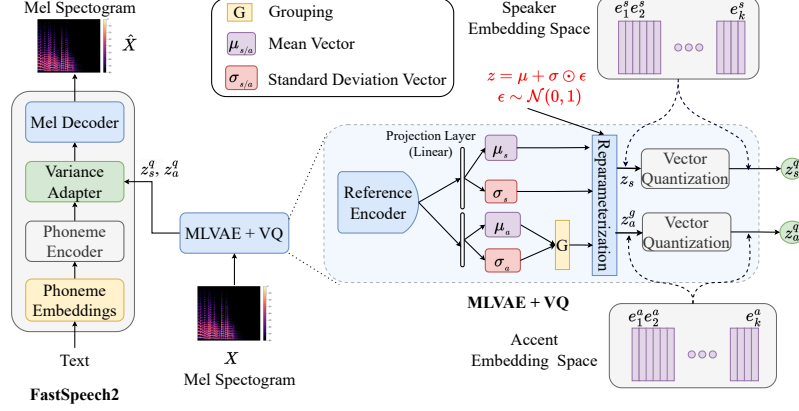 Mel Spectogram
X̂
Mel Decoder
Variance
Adapter
Phoneme
Encoder
Phoneme
Embeddings
Text
FastSpeech2
z_s^q, z_a^q
MLVAE + VQ
X
Mel Spectogram
G Grouping
μ_{s/a} Mean Vector
σ_{s/a} Standard Deviation Vector
z = μ + σ ⊙ ϵ
ϵ ∼ N(0, 1)
Projection Layer
(Linear)
Reference
Encoder
μ_s
σ_s
μ_a
σ_a
G
Reparameterization
z_s
z_a^g
Vector
Quantization
Vector
Quantization
z_s^q
z_a^q
MLVAE + VQ
Speaker
Embedding Space
e_1^s e_2^s e_k^s
Accent
Embedding Space
e_1^a e_2^a e_k^a